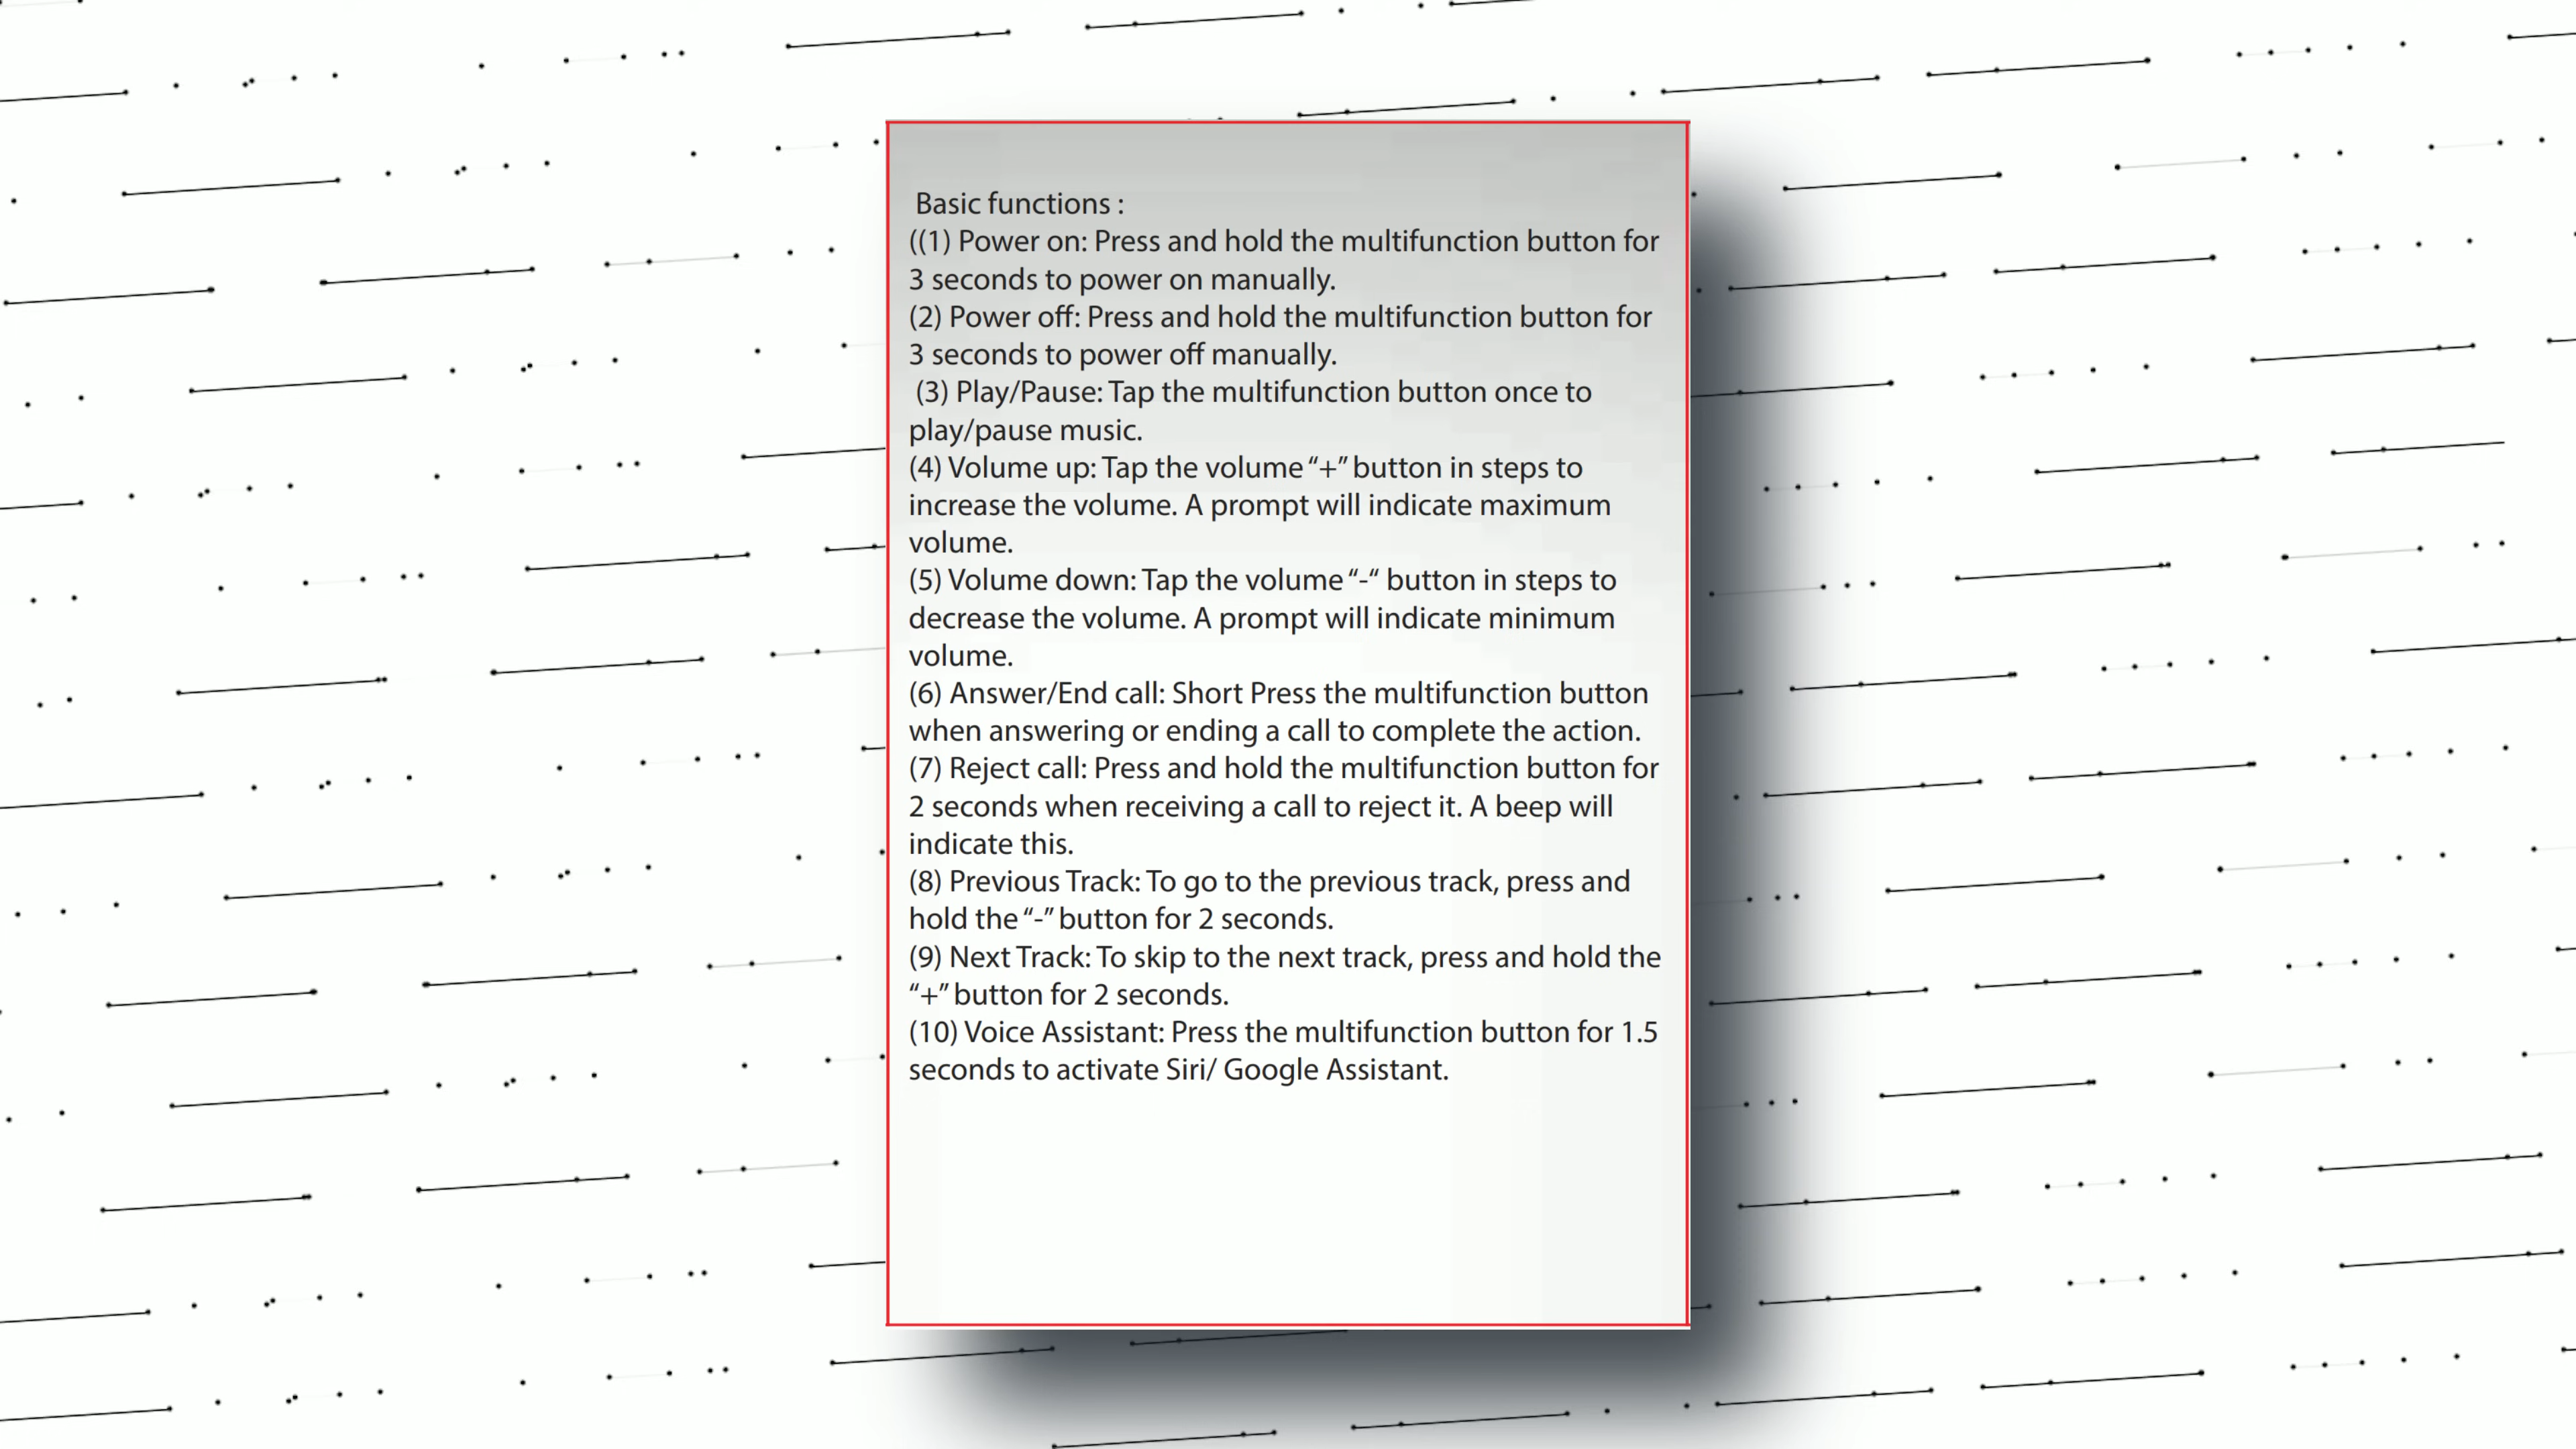 Basic functions :
((1) Power on: Press and hold the multifunction button for
3 seconds to power on manually.
(2) Power off: Press and hold the multifunction button for
3 seconds to power off manually.
(3) Play/Pause: Tap the multifunction button once to
play/pause music.
(4) Volume up: Tap the volume “+” button in steps to
increase the volume. A prompt will indicate maximum
volume.
(5) Volume down: Tap the volume “-“ button in steps to
decrease the volume. A prompt will indicate minimum
volume.
(6) Answer/End call: Short Press the multifunction button
when answering or ending a call to complete the action.
(7) Reject call: Press and hold the multifunction button for
2 seconds when receiving a call to reject it. A beep will
indicate this.
(8) Previous Track: To go to the previous track, press and
hold the “-” button for 2 seconds.
(9) Next Track: To skip to the next track, press and hold the
“+” button for 2 seconds.
(10) Voice Assistant: Press the multifunction button for 1.5
seconds to activate Siri/ Google Assistant.